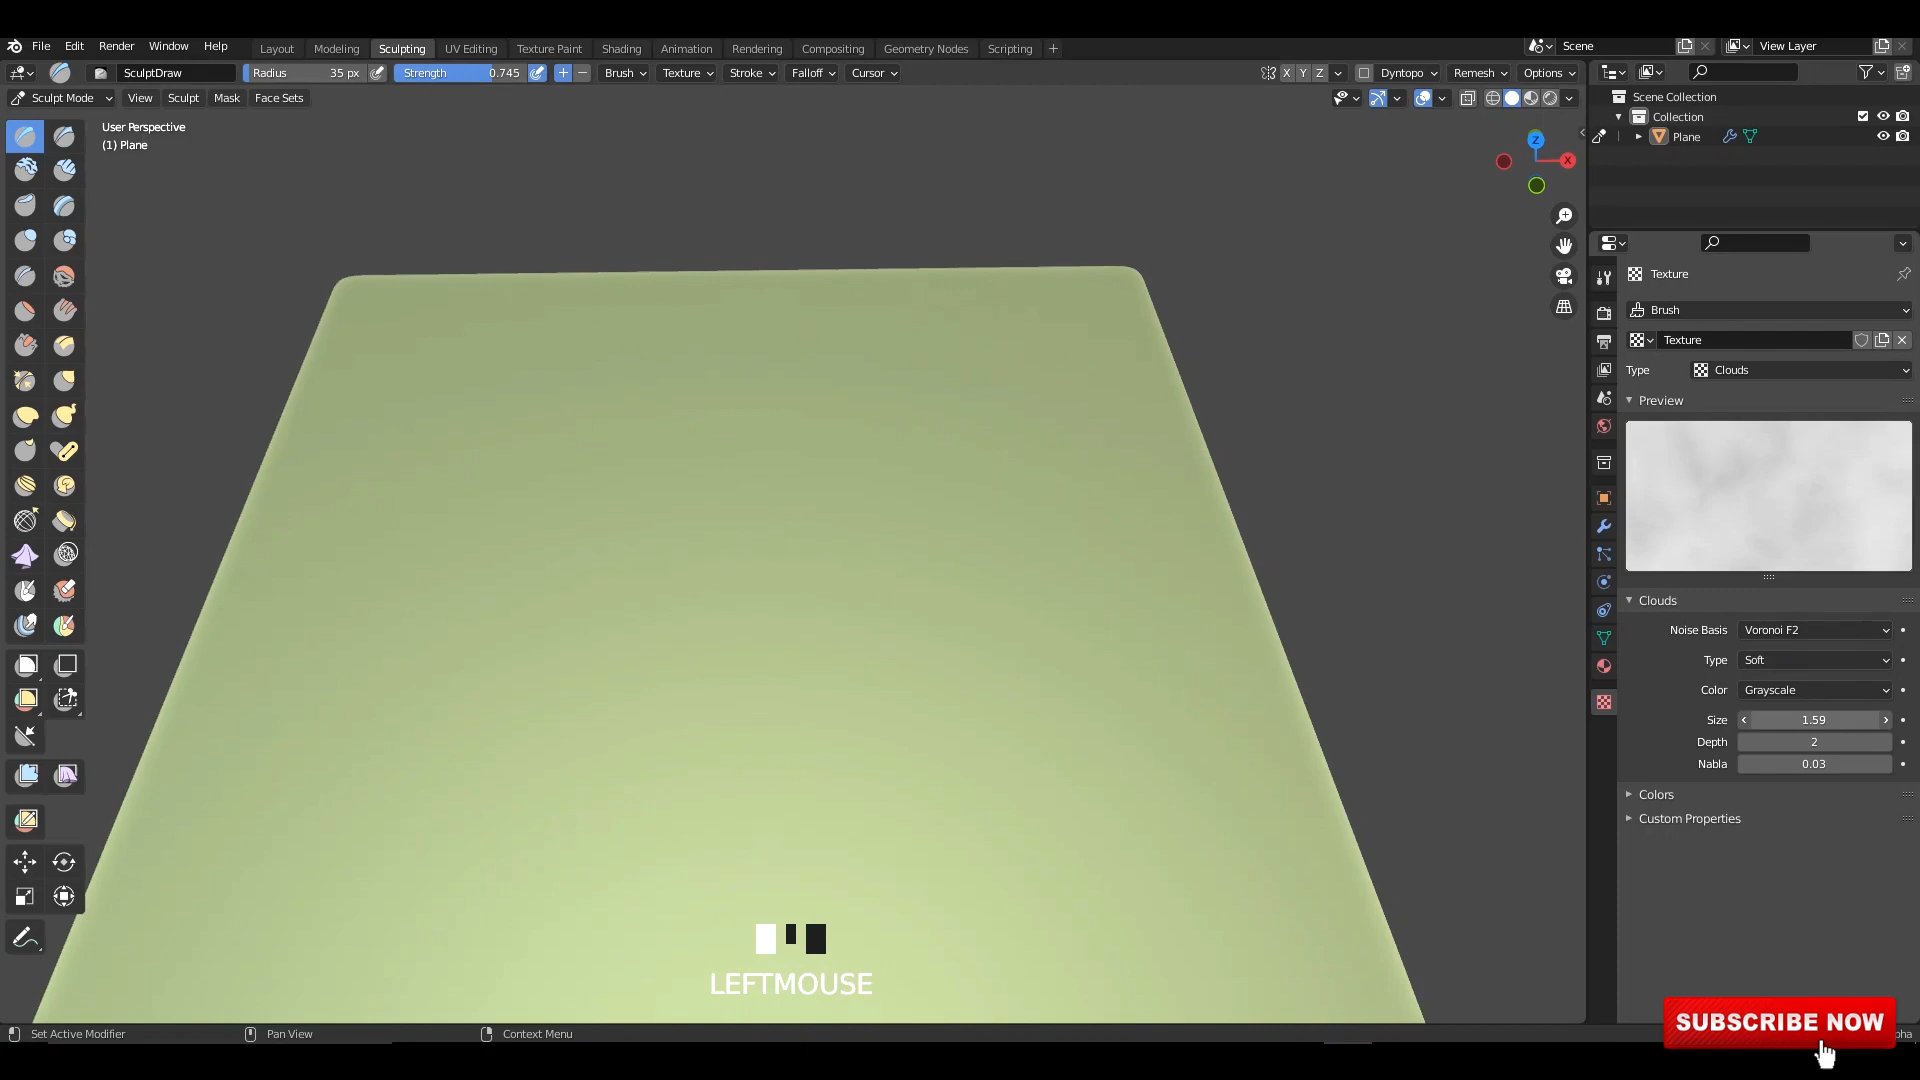 File Edit Render Window Help Layout Modeling Sculpting UV Editing Texture Paint Shading Animation Rendering Compositing Geometry Nodes Scripting + Scene View Layer
SculptDraw Radius 35 px Strength 0.745 Brush Texture Stroke Falloff Cursor X Y Z Dyntopo Remesh Options
Sculpt Mode View Sculpt Mask Face Sets
User Perspective
(1) Plane
Z
X
Scene Collection
Collection
Plane
Texture
Brush
Texture
Type Clouds
Preview
Clouds
Noise Basis Voronoi F2
Type Soft
Color Grayscale
Size 1.59
Depth 2
Nabla 0.03
Colors
Custom Properties
LEFTMOUSE
SUBSCRIBE NOW
Set Active Modifier Pan View Context Menu